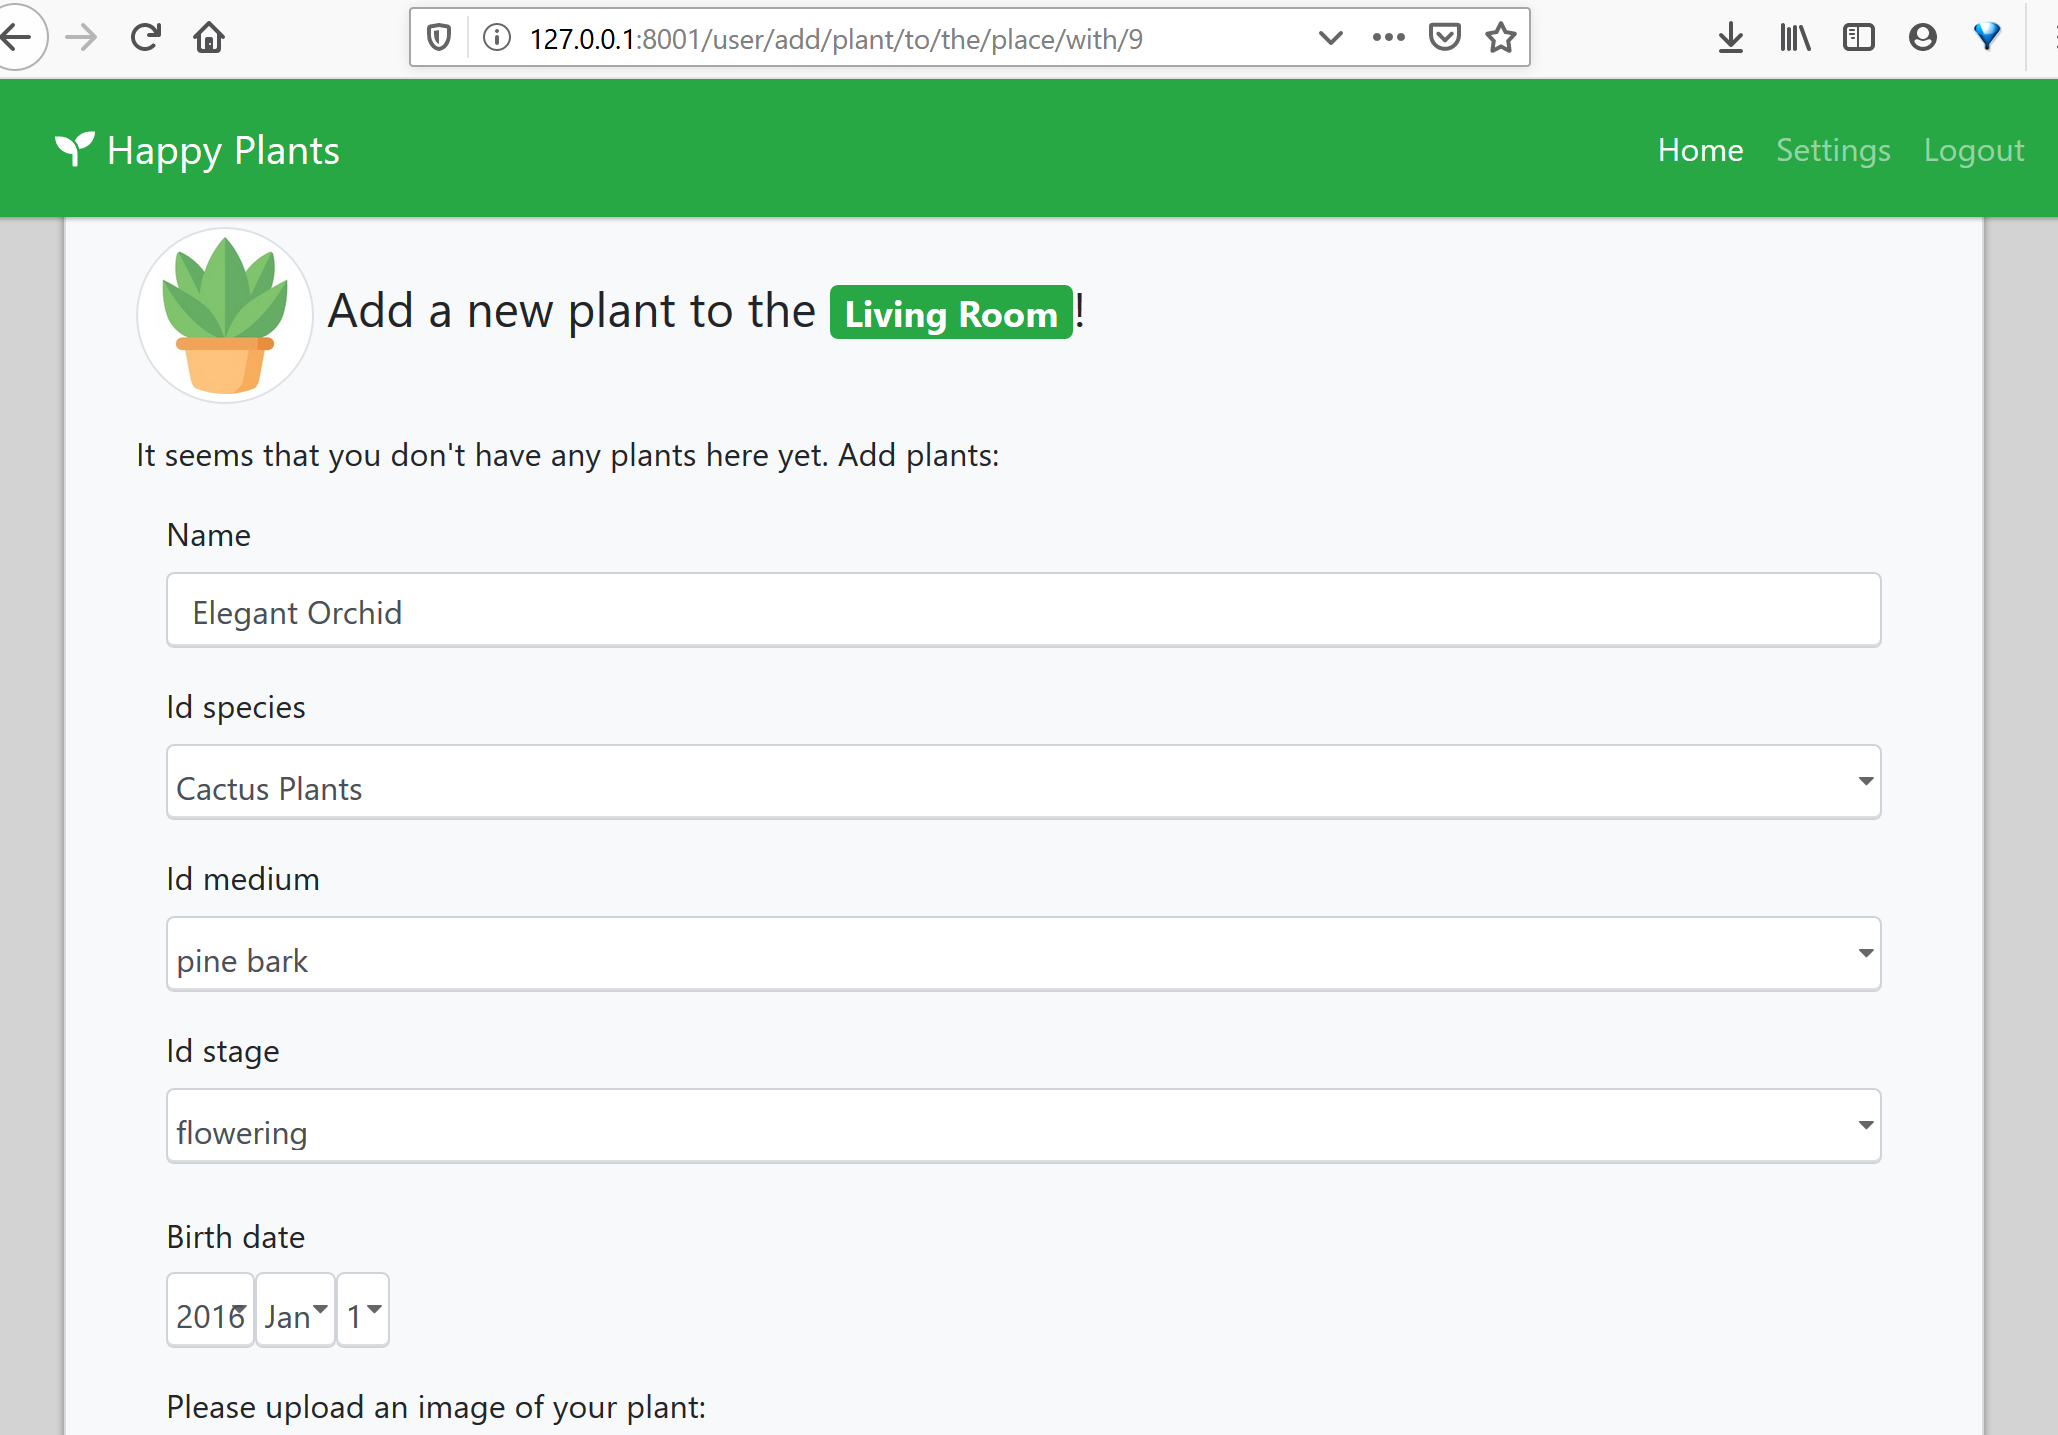 127.0.0.1:8001/user/add/plant/to/the/place/with/9
Happy Plants Home Settings Logout
Add a new plant to the Living Room!
It seems that you don't have any plants here yet. Add plants:
Name
Elegant Orchid
Id species
Cactus Plants
Id medium
pine bark
Id stage
flowering
Birth date
2016 Jan 1
Please upload an image of your plant: